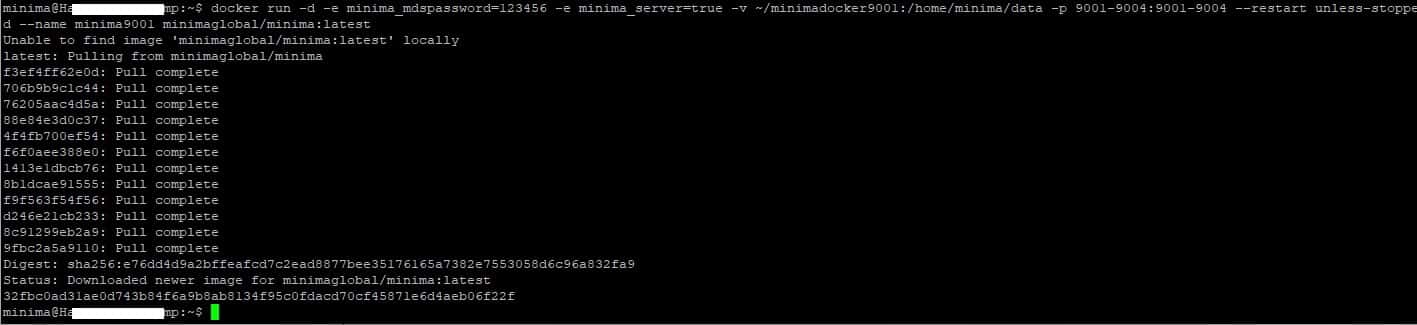 minima@Ha mp:~$ docker run -d -e minima_mdspassword=123456 -e minima_server=true -v ~/minimadocker9001:/home/minima/data -p 9001-9004:9001-9004 --restart unless-stoppe
d --name minima9001 minimaglobal/minima:latest
Unable to find image 'minimaglobal/minima:latest' locally
latest: Pulling from minimaglobal/minima
f3ef4ff62e0d: Pull complete
706b9b9c1c44: Pull complete
76205aac4d5a: Pull complete
88e84e3d0c37: Pull complete
4f4fb700ef54: Pull complete
f6f0aee388e0: Pull complete
1413e1dbcb76: Pull complete
8b1dcae91555: Pull complete
f9f563f54f56: Pull complete
d246e21cb233: Pull complete
8c91299eb2a9: Pull complete
9fbc2a5a9110: Pull complete
Digest: sha256:e76dd4d9a2bffeafcd7c2ead8877bee35176165a7382e7553058d6c96a832fa9
Status: Downloaded newer image for minimaglobal/minima:latest
32fbc0ad31ae0d743b84f6a9b8ab8134f95c0fdacd70cf45871e6d4aeb06f22f
minima@Ha mp:~$